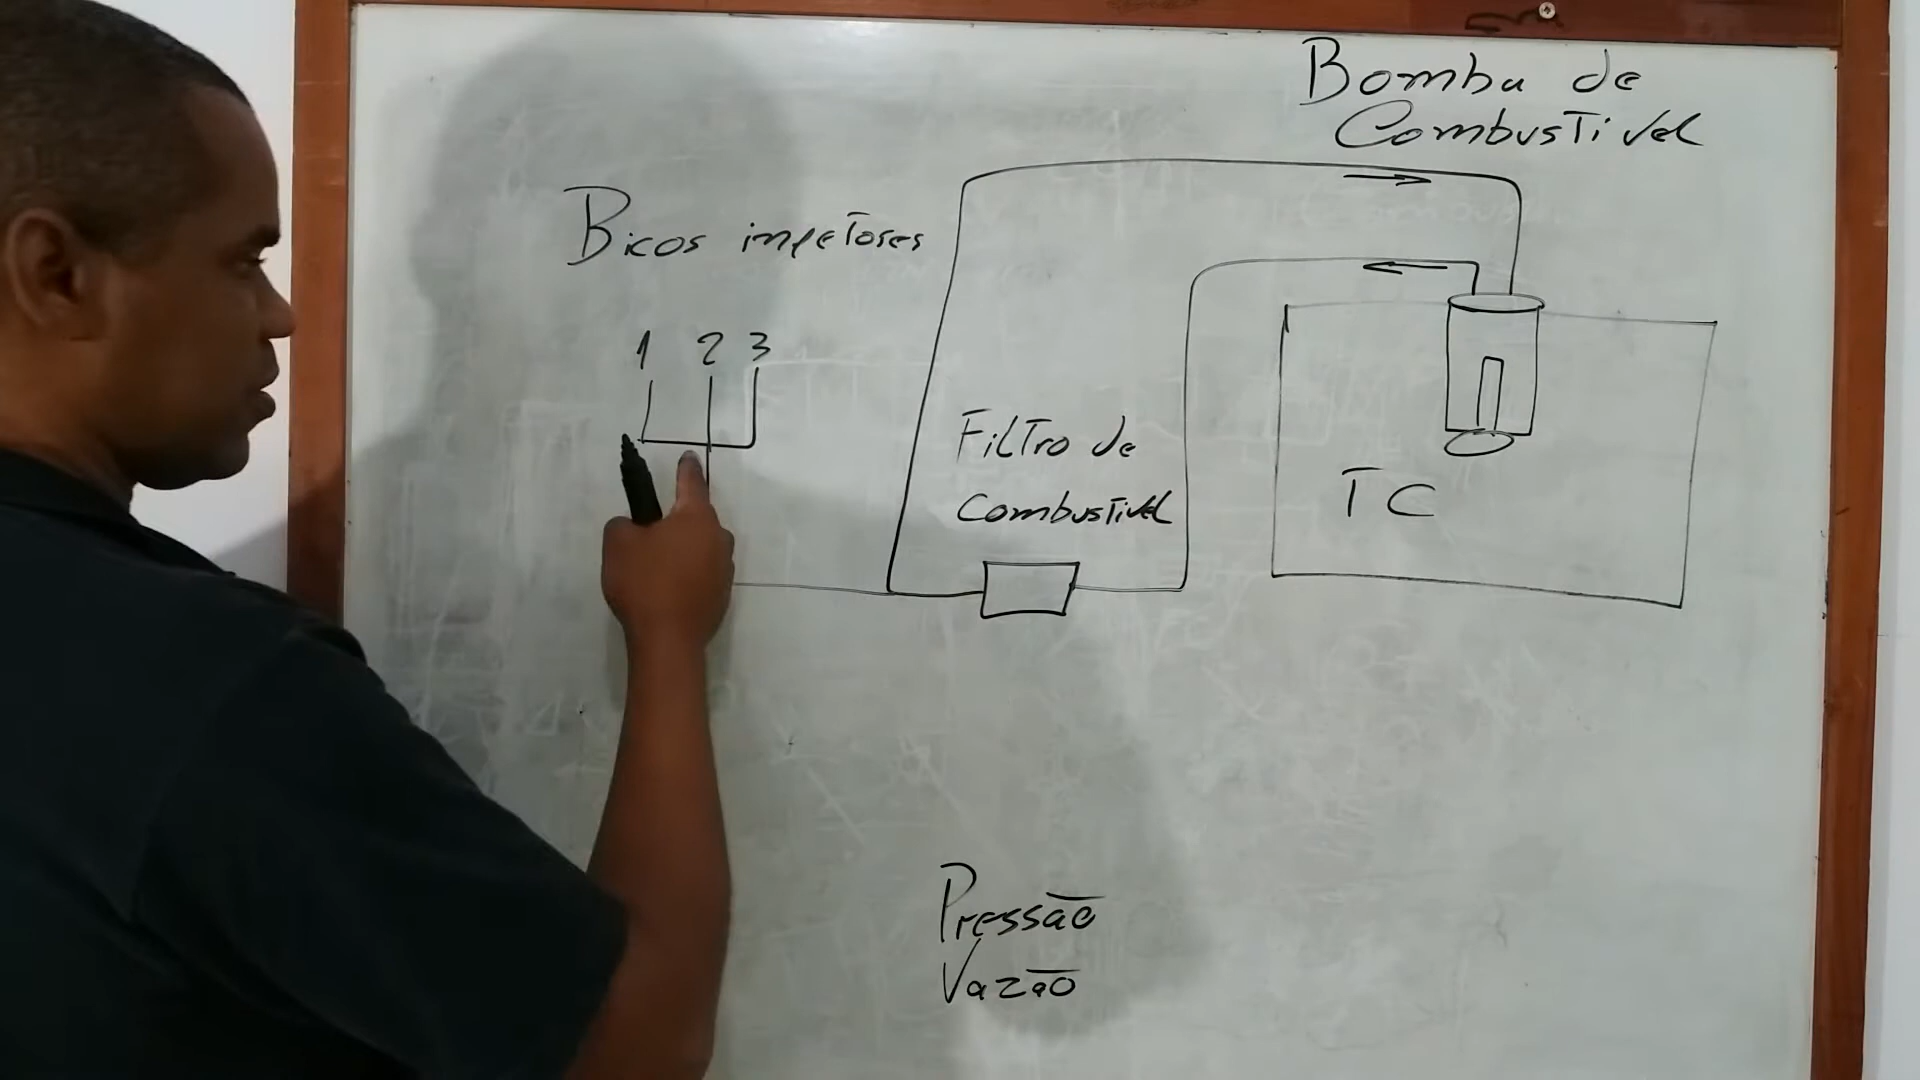 Bomba de
Combustivel
Bicos injetores
1 2 3
Filtro de
Combustivel
TC
Pressão
Vazão